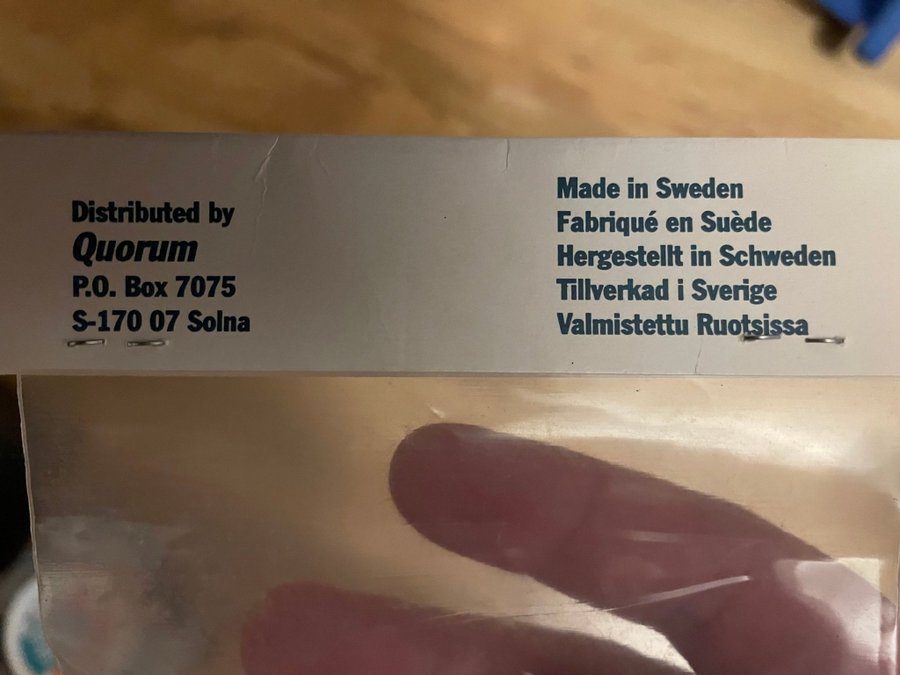 Distributed by
Quorum
P.O. Box 7075
S-170 07 Solna
Made in Sweden
Fabriqué en Suède
Hergestellt in Schweden
Tillverkad i Sverige
Valmistettu Ruotsissa